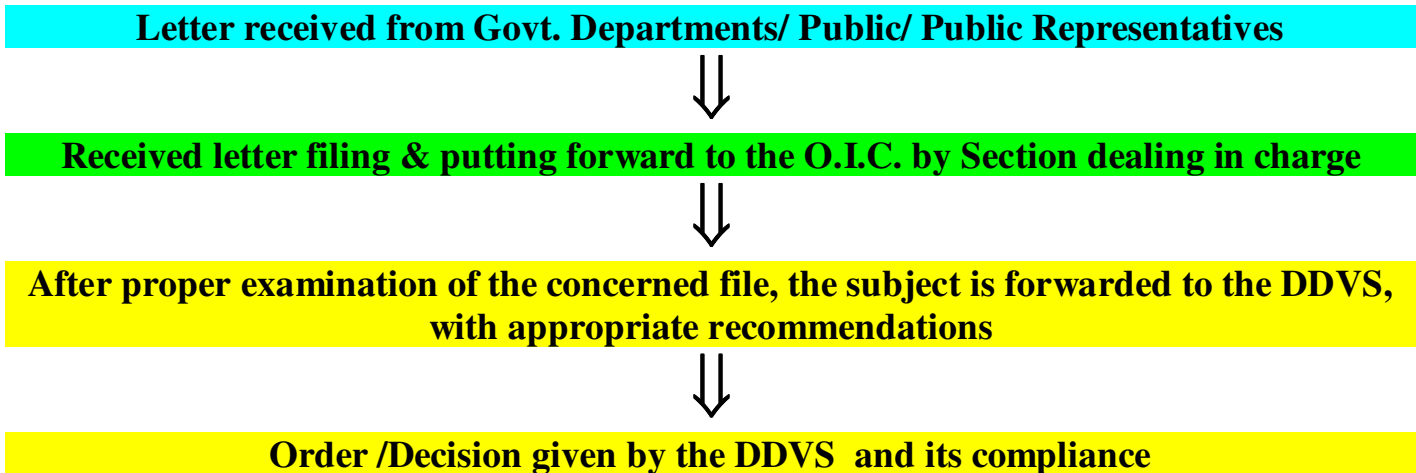 Letter received from Govt. Departments/ Public/ Public Representatives
Received letter filing & putting forward to the O.I.C. by Section dealing in charge
After proper examination of the concerned file, the subject is forwarded to the DDVS,
with appropriate recommendations
Order /Decision given by the DDVS and its compliance